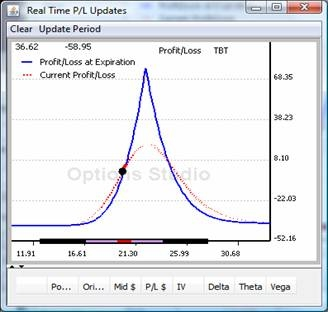 Real Time P/L Updates
Clear Update Period
36.62 -58.95 Profit/Loss TBT
Profit/Loss at Expiration
Current Profit/Loss
68.35
38.23
8.10
Options Studio
-22.03
-52.16
11.91 16.61 21.30 25.99 30.68
Po... Ori... Mid $ P/L $ IV Delta Theta Vega